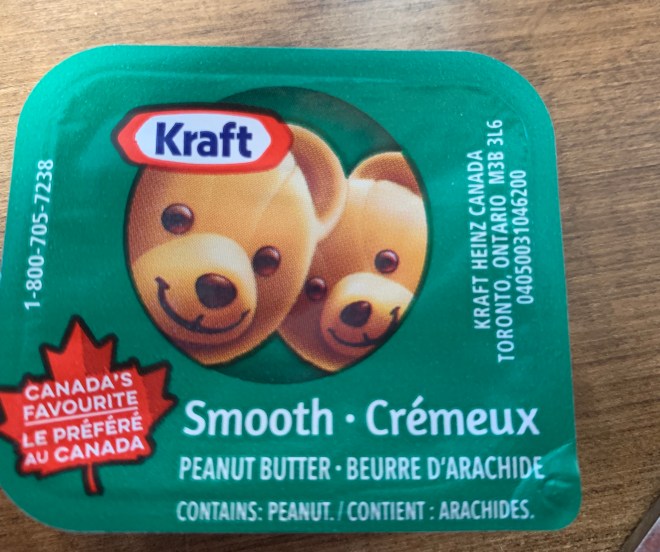 Kraft
1-800-705-7238
KRAFT HEINZ CANADA
TORONTO, ONTARIO M3B 3L6
04050031046200
CANADA'S
FAVOURITE
LE PRÉFÉRÉ
AU CANADA
Smooth · Crémeux
PEANUT BUTTER · BEURRE D'ARACHIDE
CONTAINS: PEANUT. / CONTIENT : ARACHIDES.